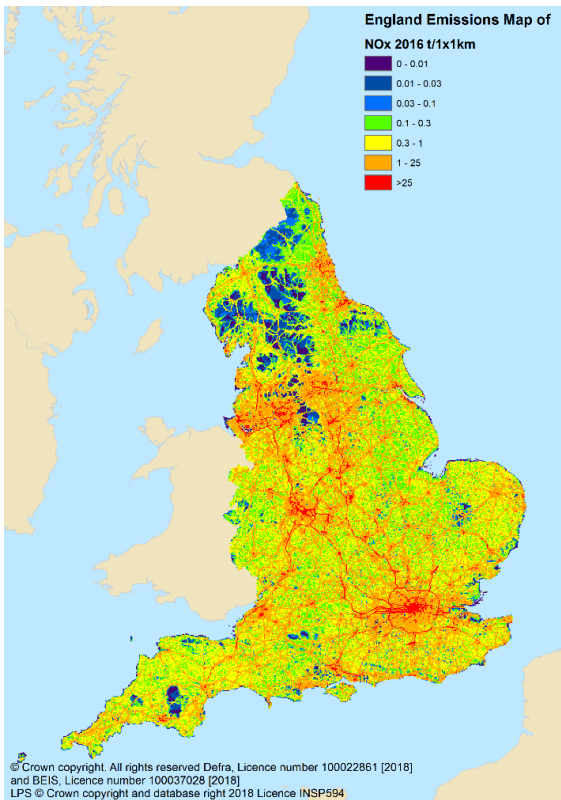 England Emissions Map of
NOx 2016 t/1x1km
0 - 0.01
0.01 - 0.03
0.03 - 0.1
0.1 - 0.3
0.3 - 1
1 - 25
>25
© Crown copyright. All rights reserved Defra, Licence number 100022861 [2018]
and BEIS, Licence number 100037028 [2018]
LPS © Crown copyright and database right 2018 Licence INSP594